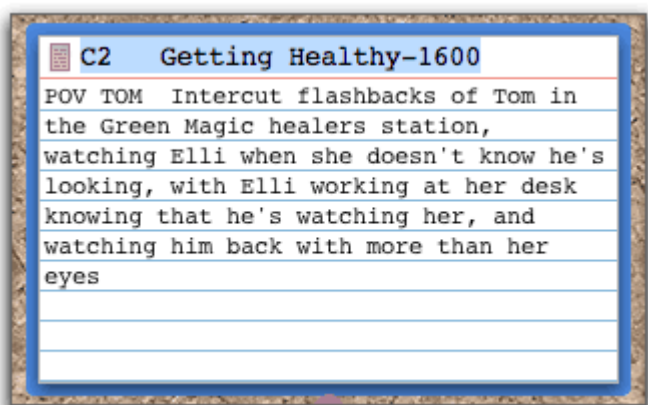 C2 Getting Healthy-1600
POV TOM Intercut flashbacks of Tom in
the Green Magic healers station,
watching Elli when she doesn't know he's
looking, with Elli working at her desk
knowing that he's watching her, and
watching him back with more than her
eyes